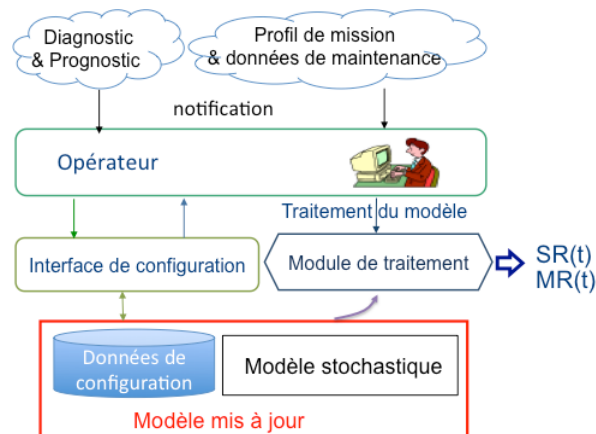 Diagnostic
& Prognostic
Profil de mission
& données de maintenance
notification
Opérateur
Traitement du modèle
Interface de configuration
Module de traitement
SR(t)
MR(t)
Données de
configuration
Modèle stochastique
Modèle mis à jour